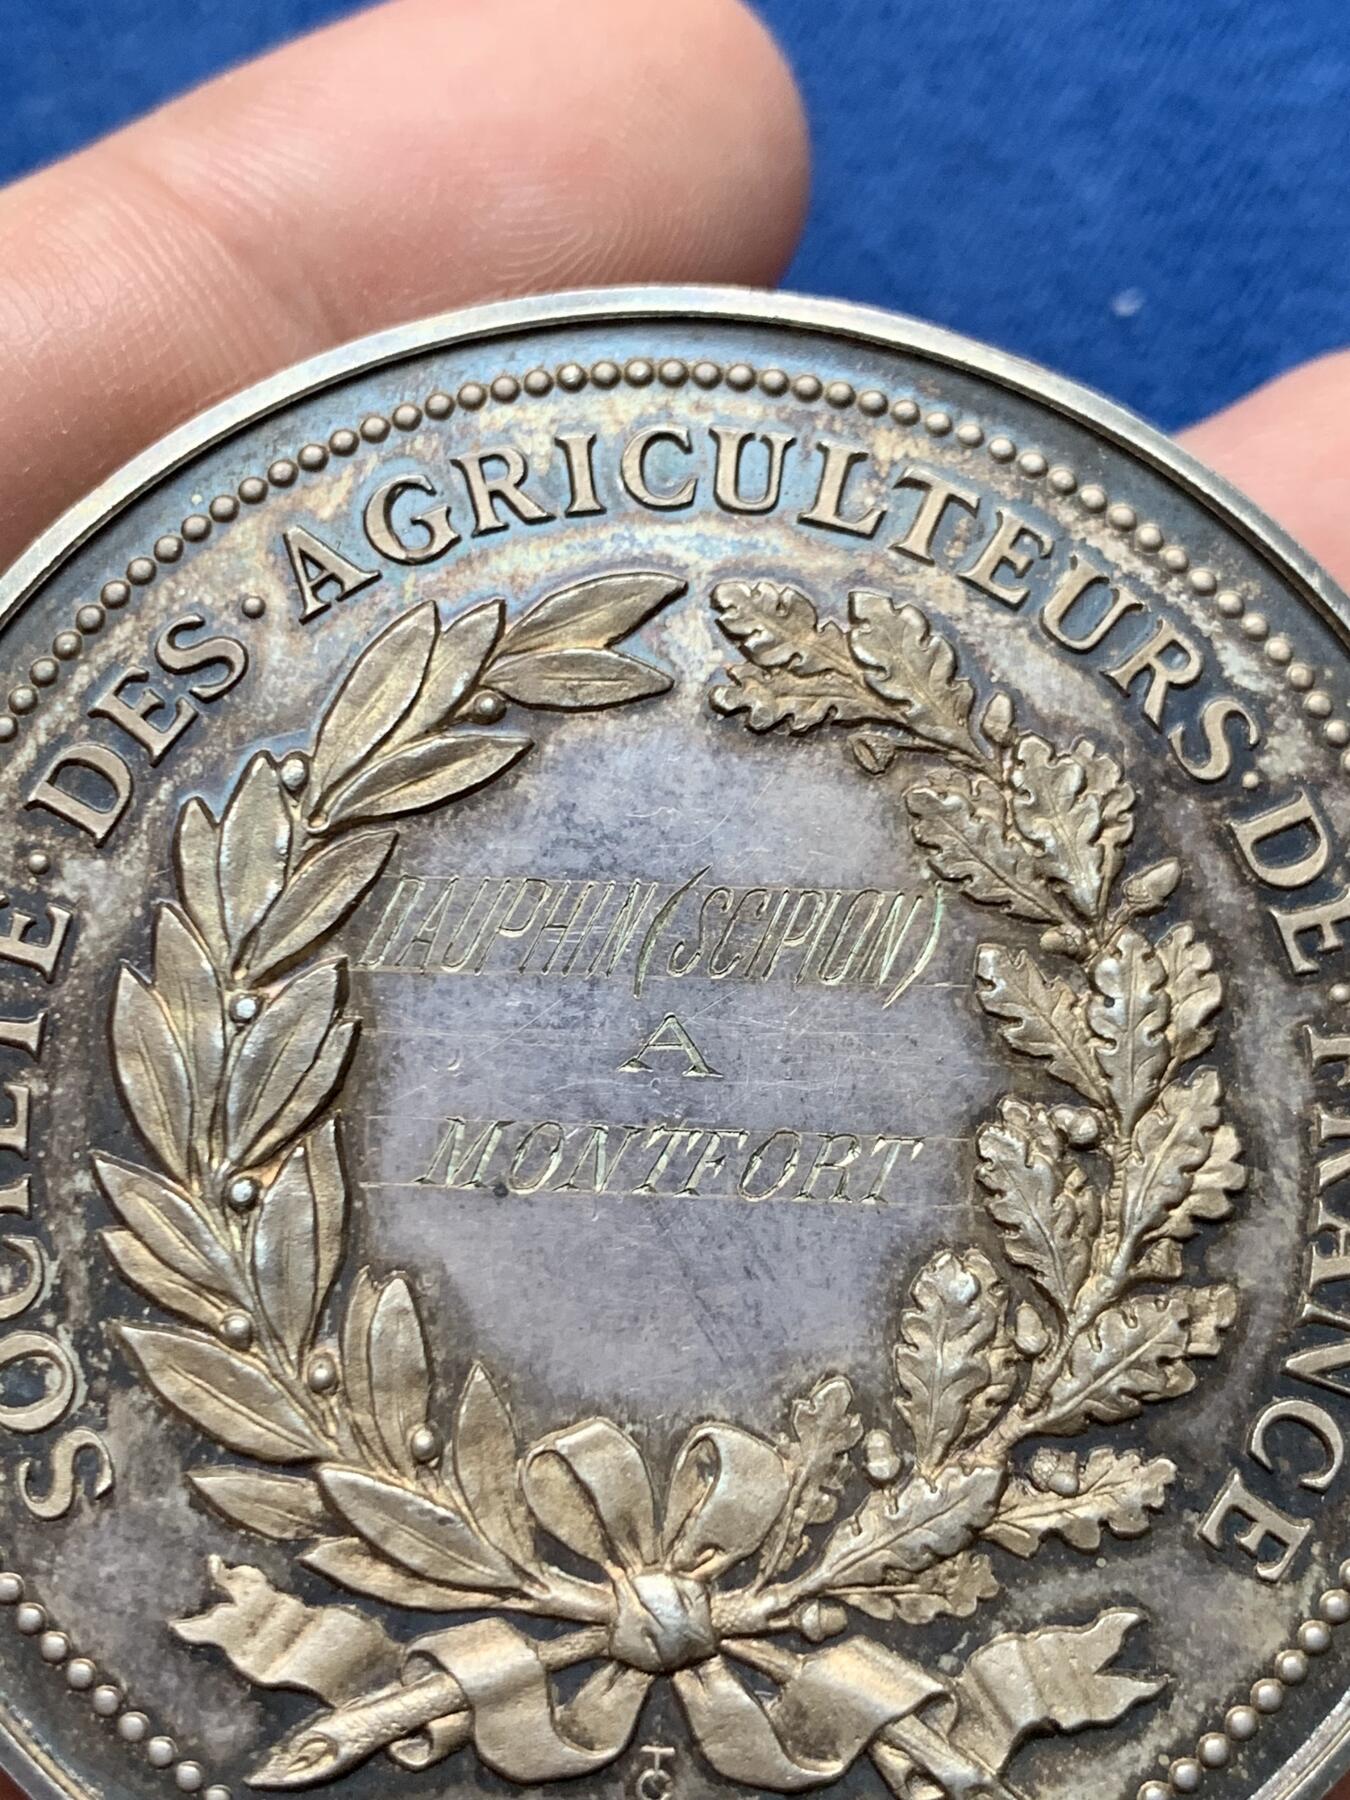 SOCIÉTÉ · DES · AGRICULTEURS · DE · FRANCE
DAUPHIN (SCIPION)
A
MONTFORT